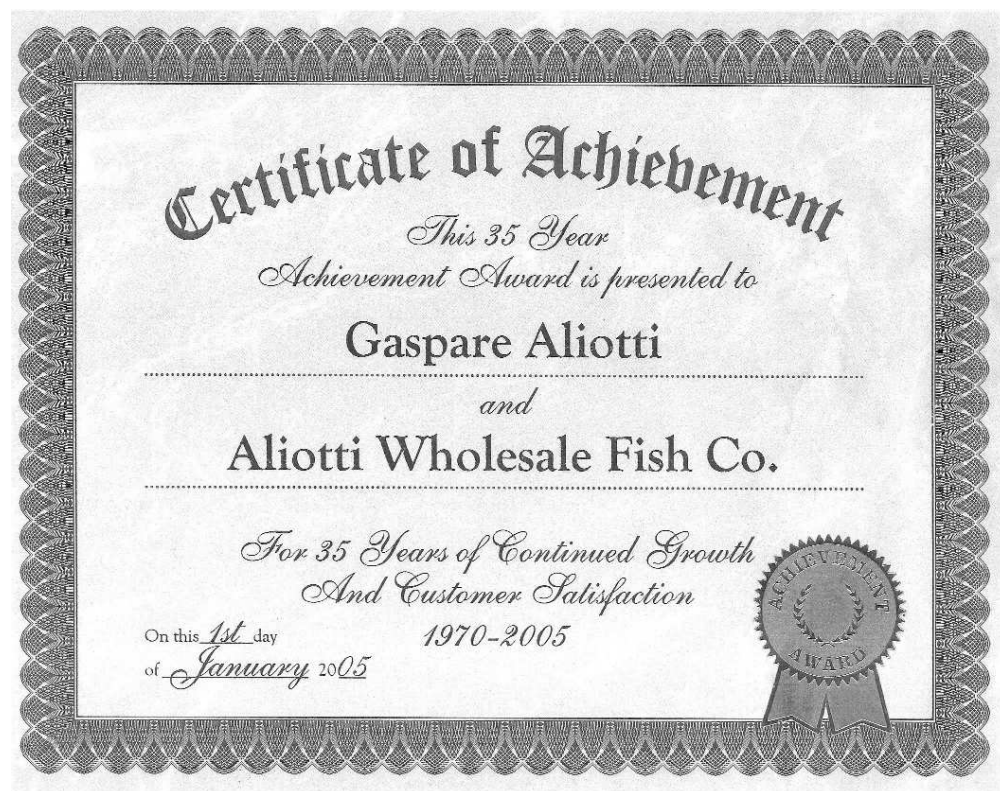 Certificate of Achievement
This 35 Year
Achievement Award is presented to
Gaspare Aliotti
and
Aliotti Wholesale Fish Co.
For 35 Years of Continued Growth
And Customer Satisfaction
1970-2005
On this 1st day
of January 2005
ACHIEVEMENT
AWARD